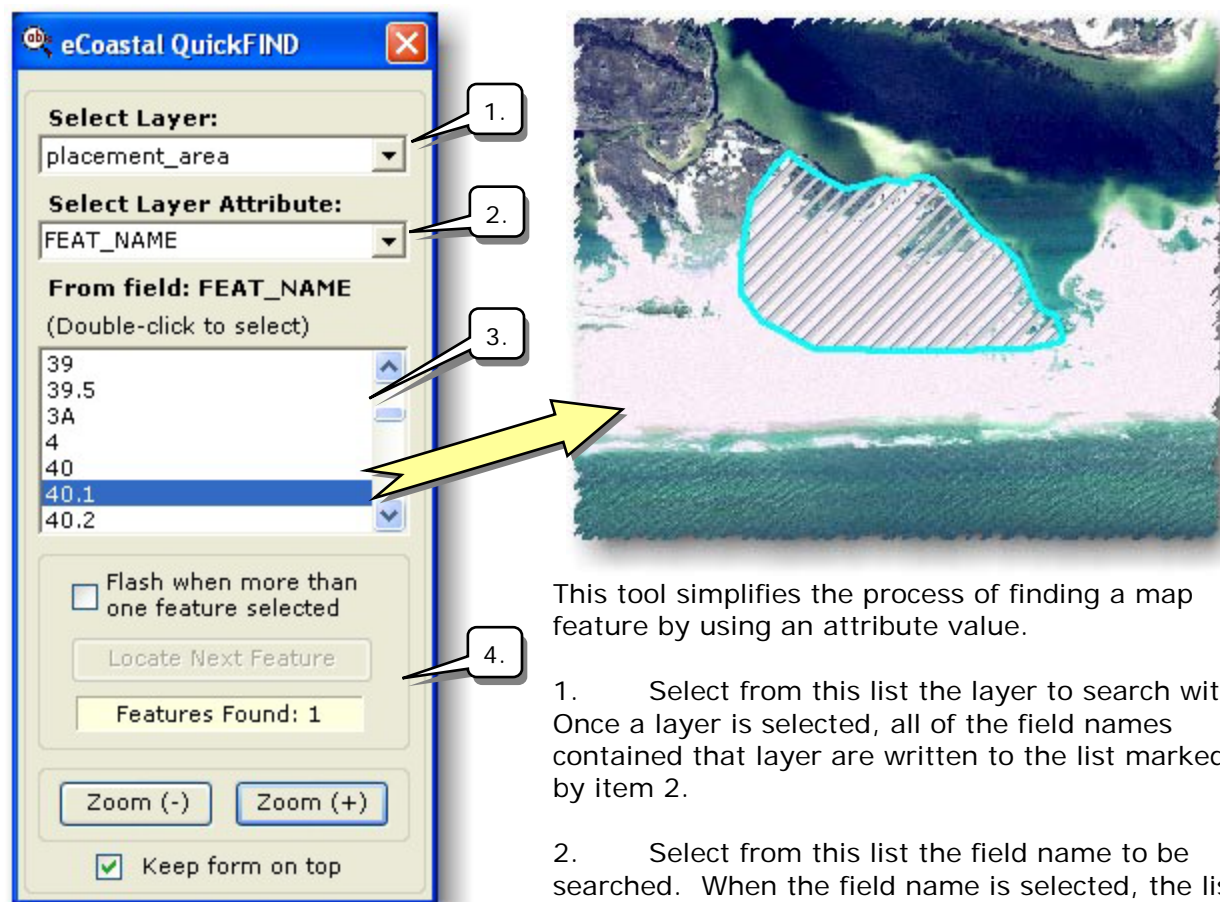 eCoastal QuickFIND
Select Layer:
placement_area
Select Layer Attribute:
FEAT_NAME
From field: FEAT_NAME
(Double-click to select)
39
39.5
3A
4
40
40.1
40.2
Flash when more than
one feature selected
Locate Next Feature
Features Found: 1
Zoom (-)
Zoom (+)
Keep form on top
1.
2.
3.
4.
This tool simplifies the process of finding a map
feature by using an attribute value.
1. Select from this list the layer to search
Once a layer is selected, all of the field names
contained that layer are written to the list marked
by item 2.
2. Select from this list the field name to be
searched. When the field name is selected, the